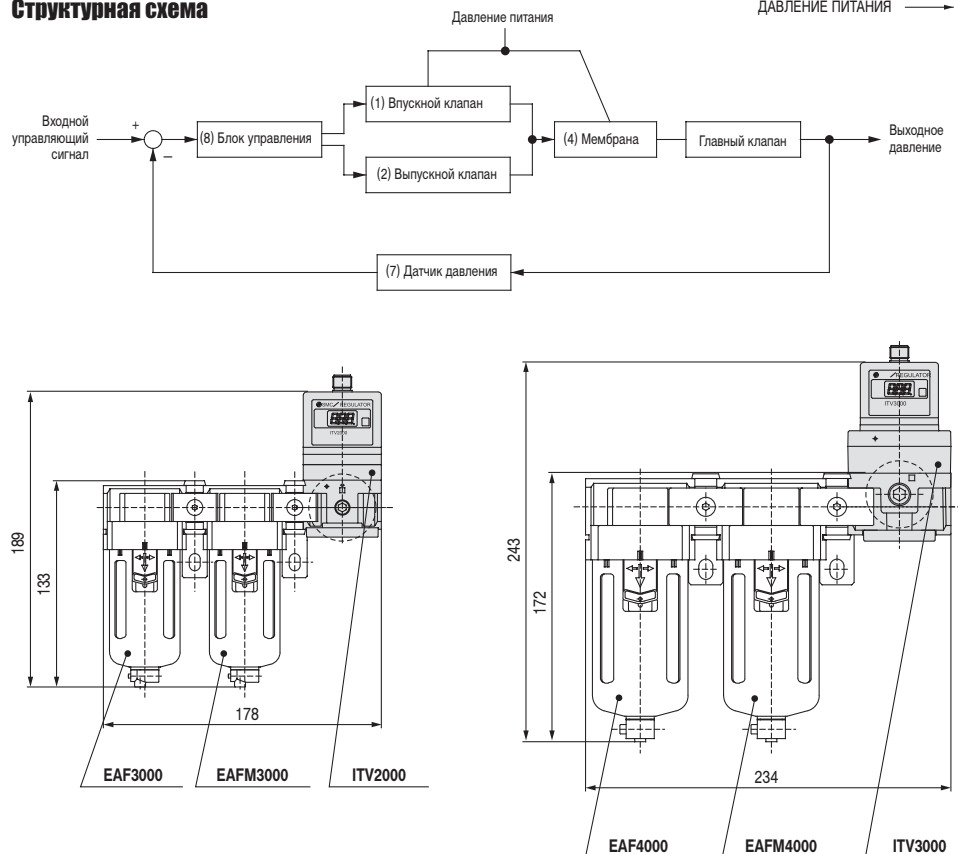 Структурная схема
ДАВЛЕНИЕ ПИТАНИЯ
Давление питания
Входной
управляющий
сигнал
+
–
(8) Блок управления
(1) Впускной клапан
(2) Выпускной клапан
(4) Мембрана
Главный клапан
Выходное
давление
(7) Датчик давления
189
133
178
REGULATOR
EAF3000
EAFM3000
ITV2000
243
172
234
REGULATOR
ITV3000
EAF4000
EAFM4000
ITV3000